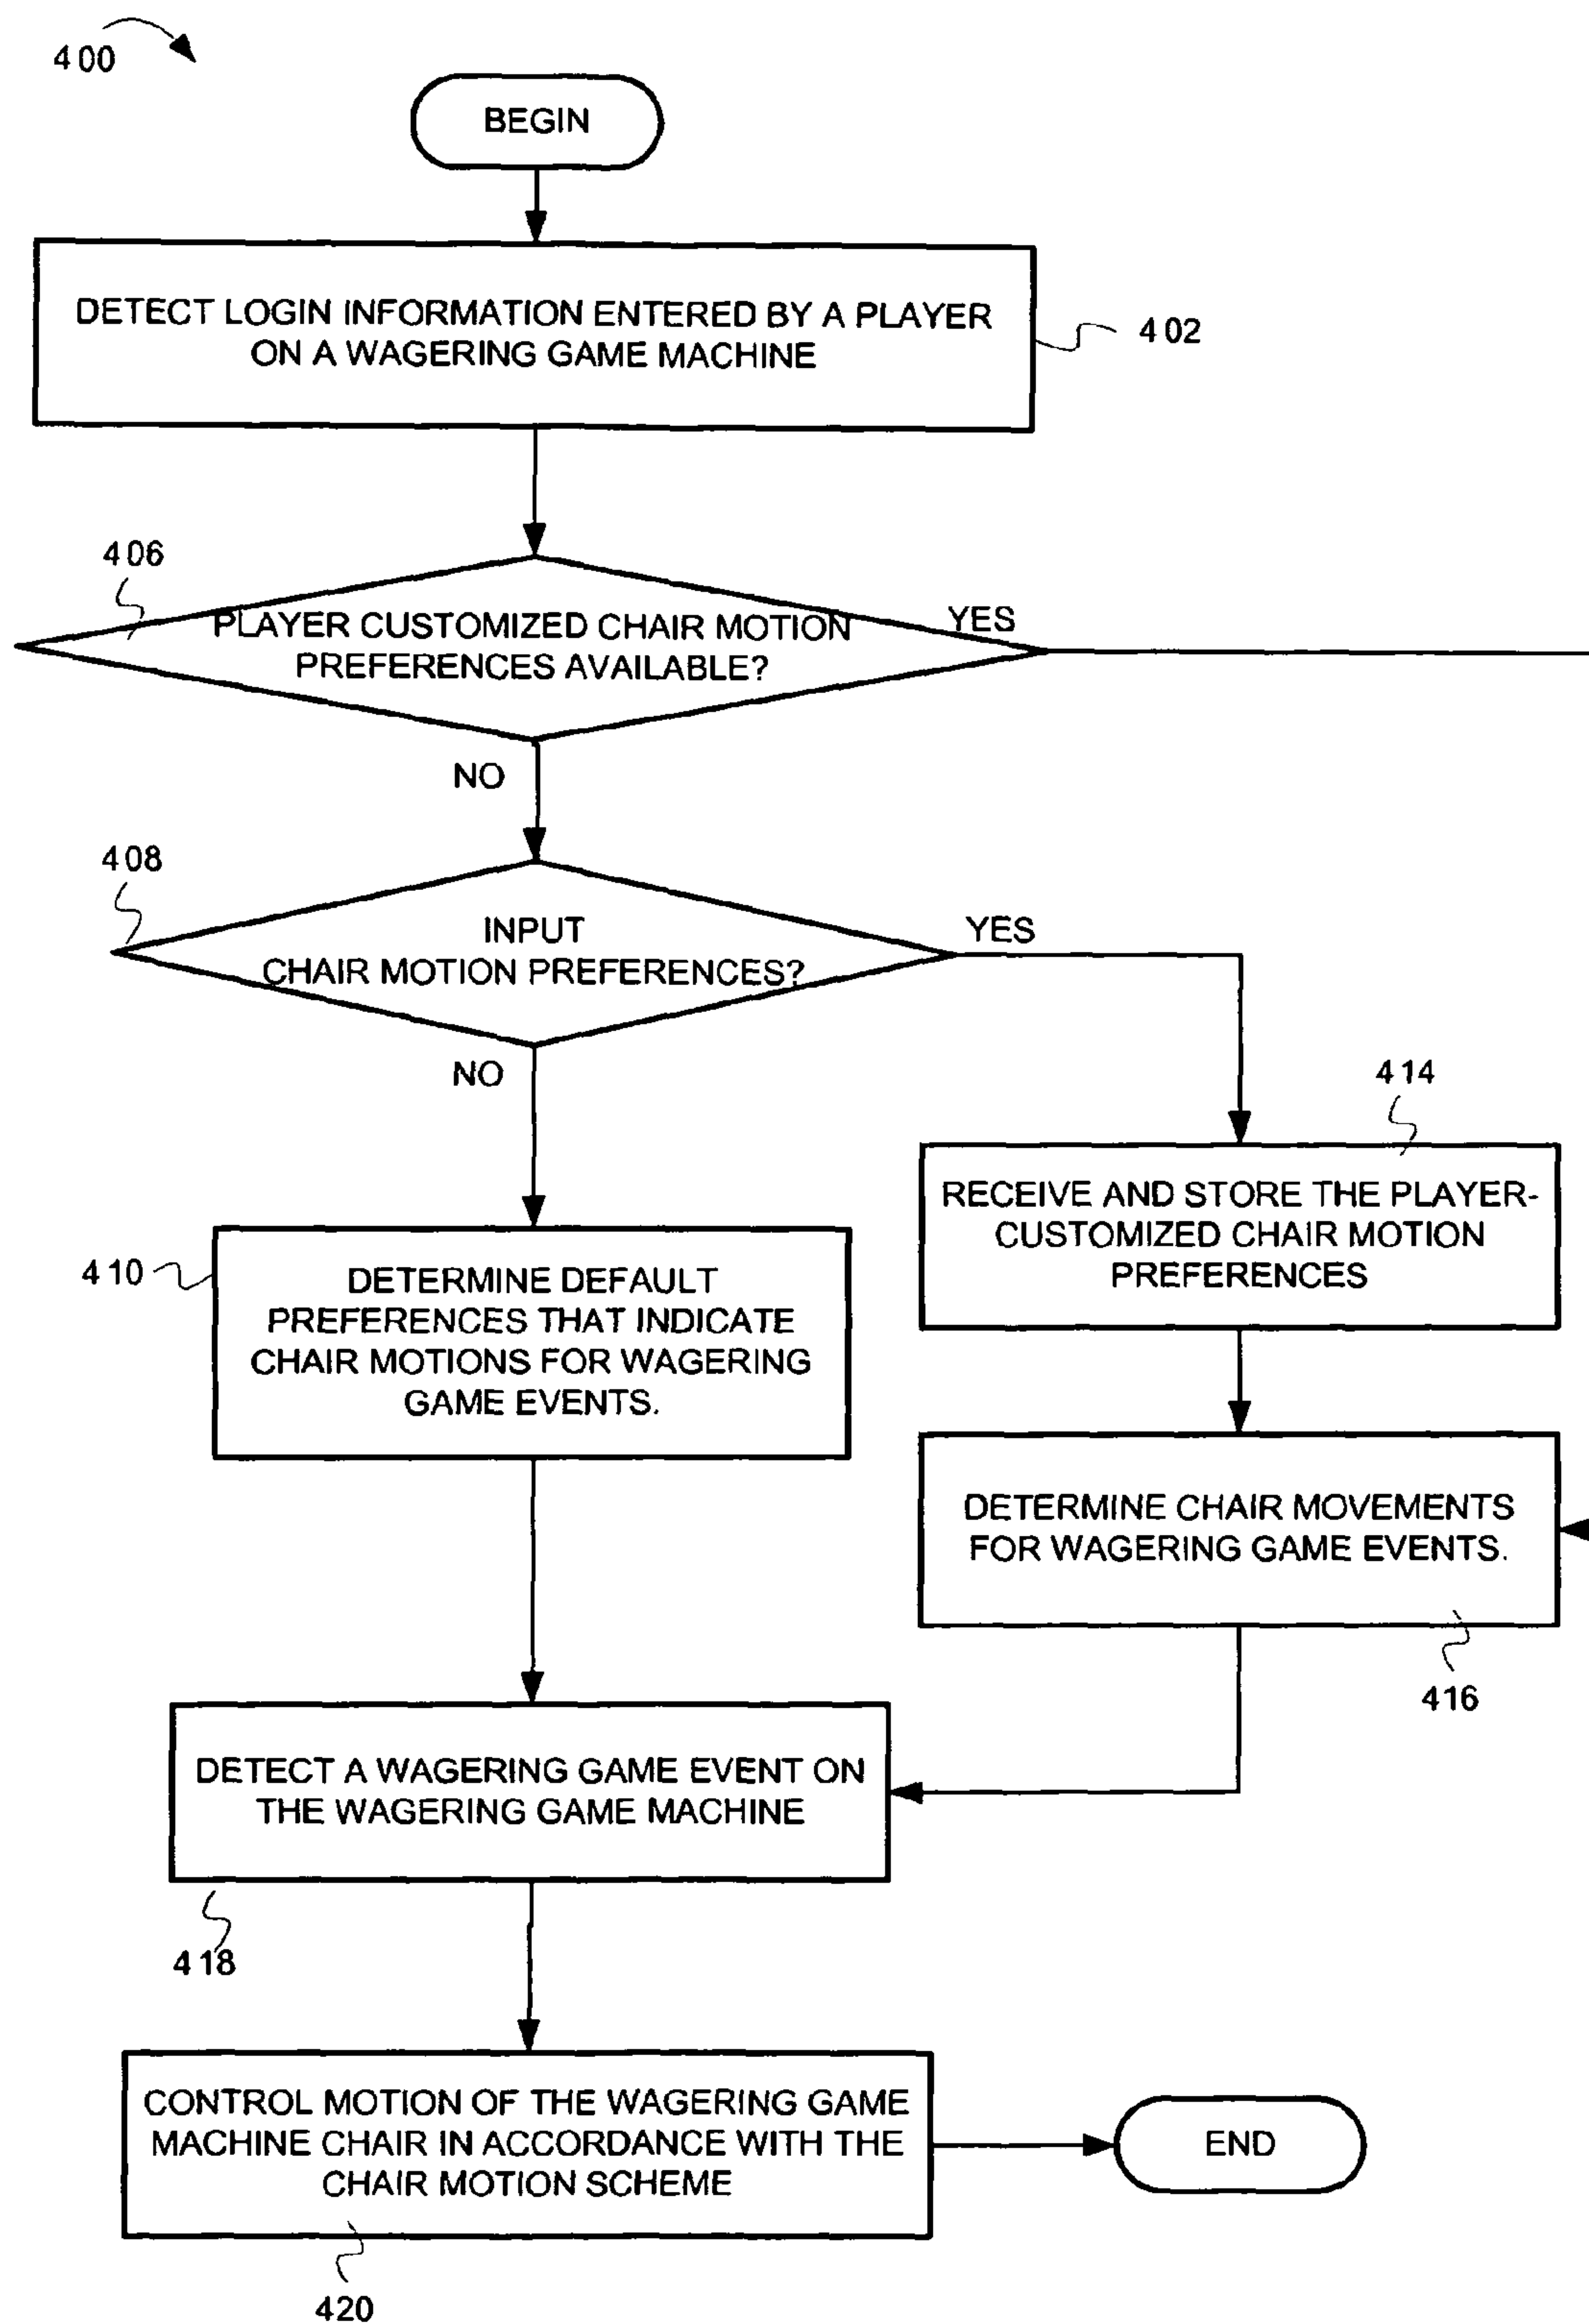 400
BEGIN
DETECT LOGIN INFORMATION ENTERED BY A PLAYER
ON A WAGERING GAME MACHINE
402
406
PLAYER CUSTOMIZED CHAIR MOTION
PREFERENCES AVAILABLE?
YES
NO
408
INPUT
CHAIR MOTION PREFERENCES?
YES
NO
414
RECEIVE AND STORE THE PLAYER-
CUSTOMIZED CHAIR MOTION
PREFERENCES
410
DETERMINE DEFAULT
PREFERENCES THAT INDICATE
CHAIR MOTIONS FOR WAGERING
GAME EVENTS.
DETERMINE CHAIR MOVEMENTS
FOR WAGERING GAME EVENTS.
416
DETECT A WAGERING GAME EVENT ON
THE WAGERING GAME MACHINE
418
CONTROL MOTION OF THE WAGERING GAME
MACHINE CHAIR IN ACCORDANCE WITH THE
CHAIR MOTION SCHEME
END
420